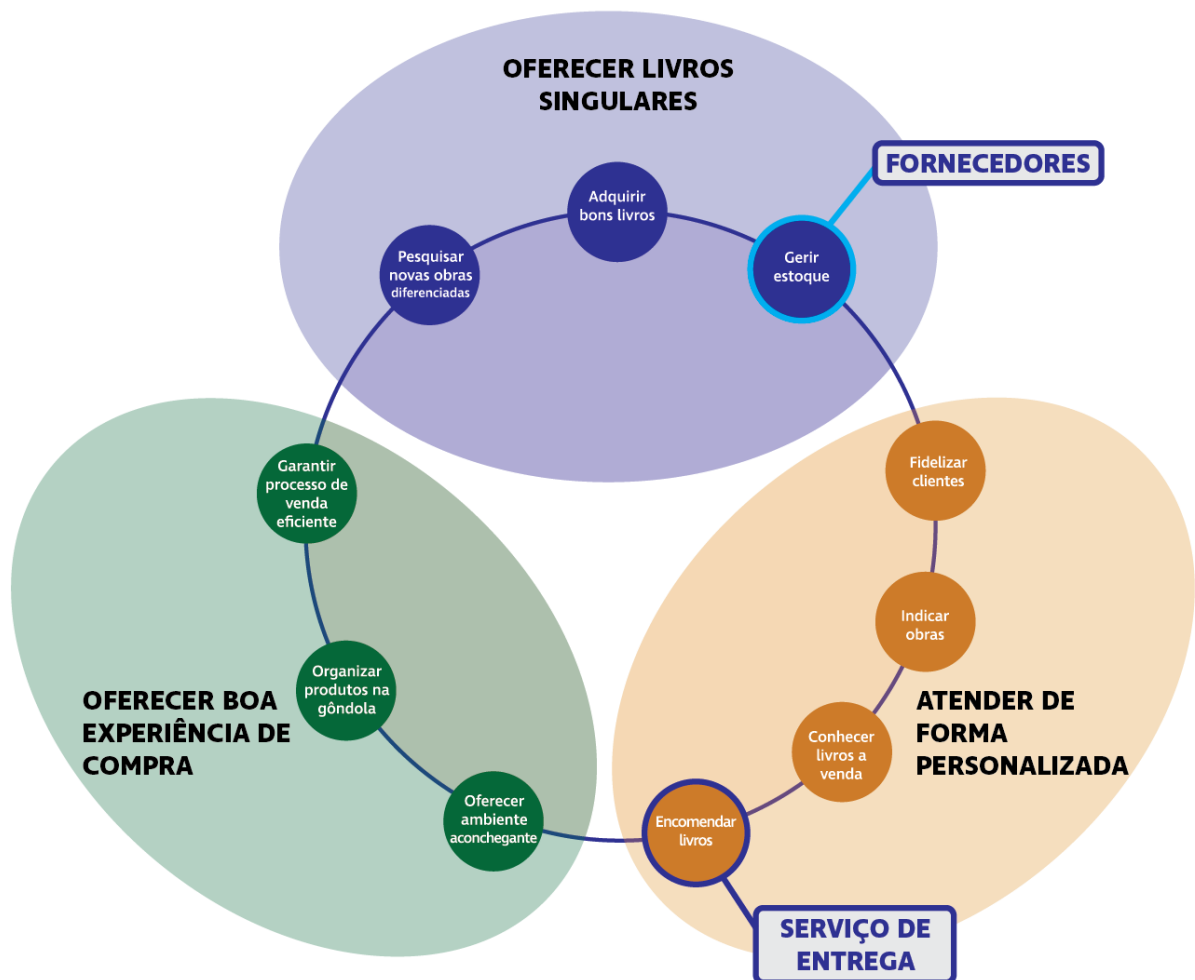 OFERECER LIVROS
SINGULARES
FORNECEDORES
Adquirir
bons livros
Pesquisar
novas obras
diferenciadas
Gerir
estoque
Garantir
processo de
venda
eficiente
Fidelizar
clientes
Indicar
obras
Organizar
produtos na
gôndola
OFERECER BOA
EXPERIÊNCIA DE
COMPRA
ATENDER DE
FORMA
PERSONALIZADA
Conhecer
livros a
venda
Oferecer
ambiente
aconchegante
Encomendar
livros
SERVIÇO DE
ENTREGA